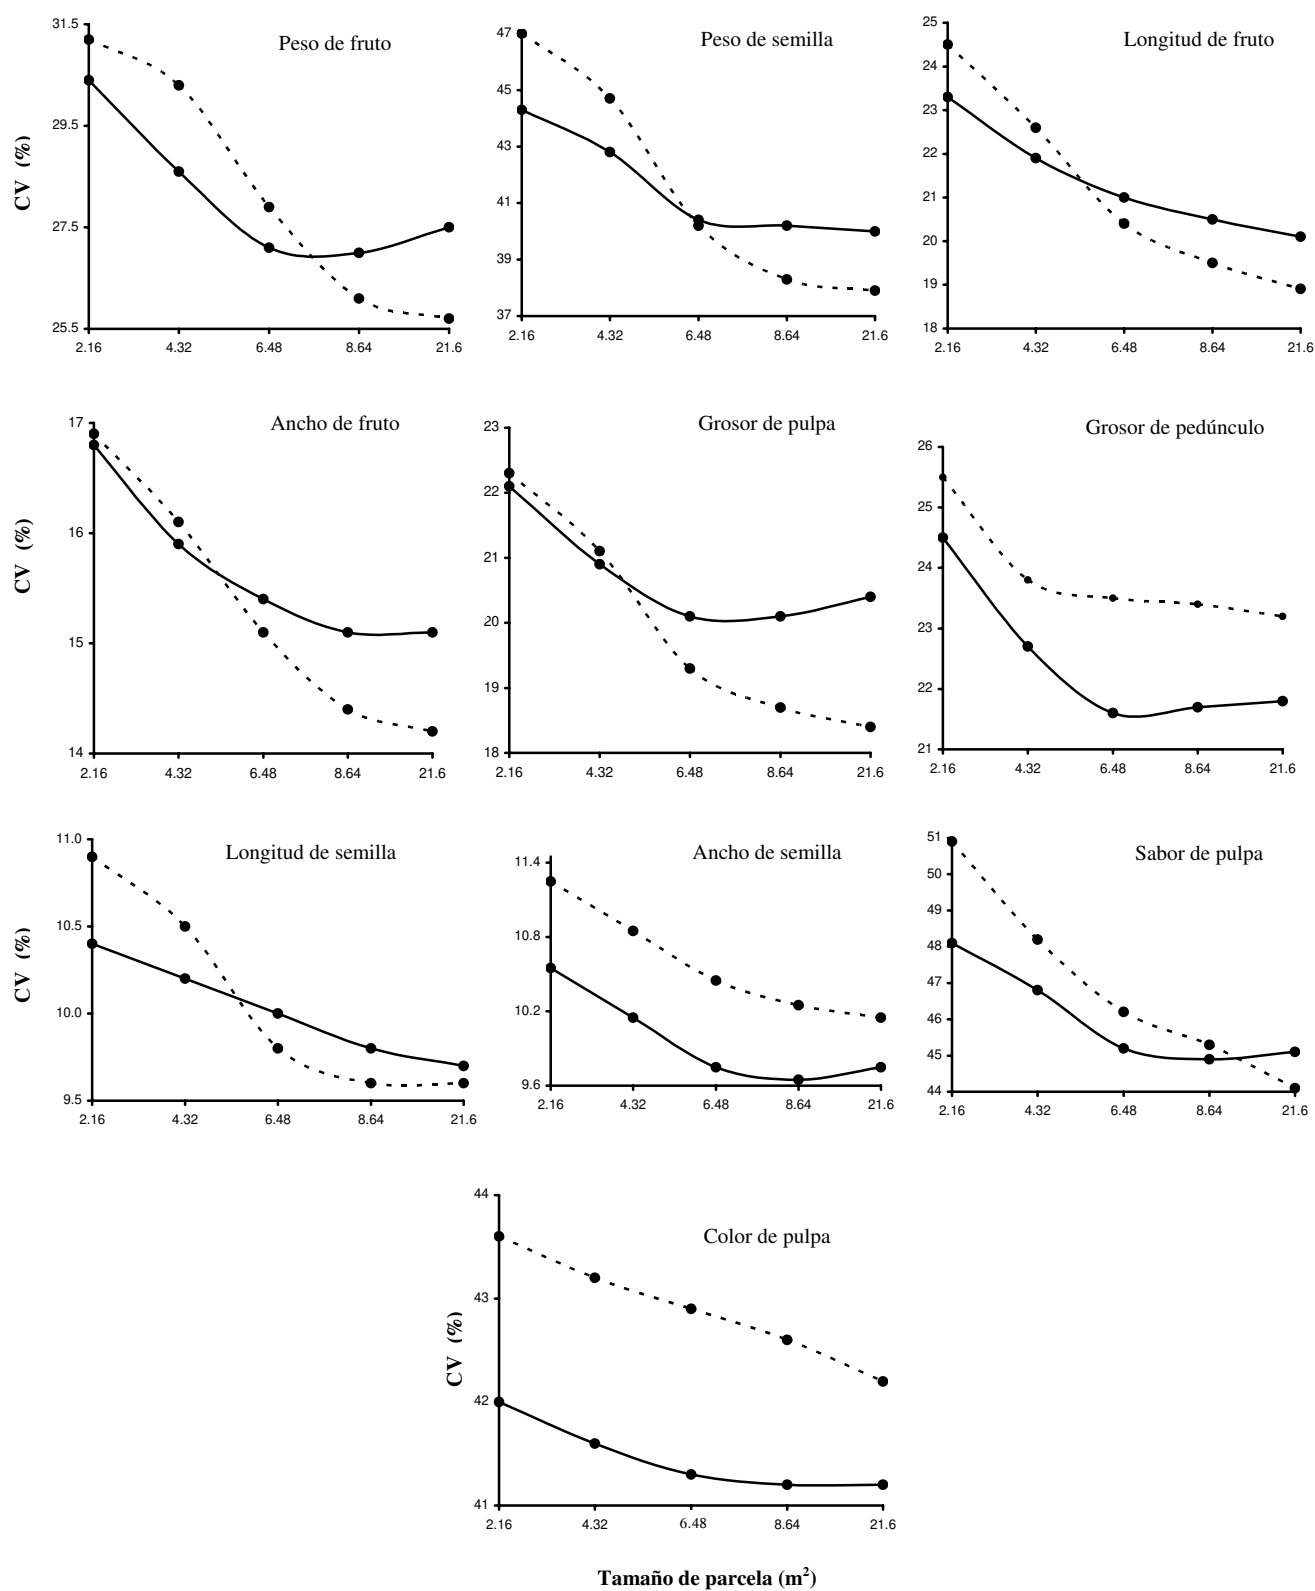 Peso de fruto
CV (%)
31.5
29.5
27.5
25.5
2.16 4.32 6.48 8.64 21.6
Peso de semilla
47
45
43
41
39
37
2.16 4.32 6.48 8.64 21.6
Longitud de fruto
25
24
23
22
21
20
19
18
2.16 4.32 6.48 8.64 21.6
Ancho de fruto
CV (%)
17
16
15
14
2.16 4.32 6.48 8.64 21.6
Grosor de pulpa
23
22
21
20
19
18
2.16 4.32 6.48 8.64 21.6
Grosor de pedúnculo
26
25
24
23
22
21
2.16 4.32 6.48 8.64 21.6
Longitud de semilla
CV (%)
11.0
10.5
10.0
9.5
2.16 4.32 6.48 8.64 21.6
Ancho de semilla
11.4
10.8
10.2
9.6
2.16 4.32 6.48 8.64 21.6
Sabor de pulpa
51
50
49
48
47
46
45
44
2.16 4.32 6.48 8.64 21.6
Color de pulpa
CV (%)
44
43
42
41
2.16 4.32 6.48 8.64 21.6
Tamaño de parcela (m²)